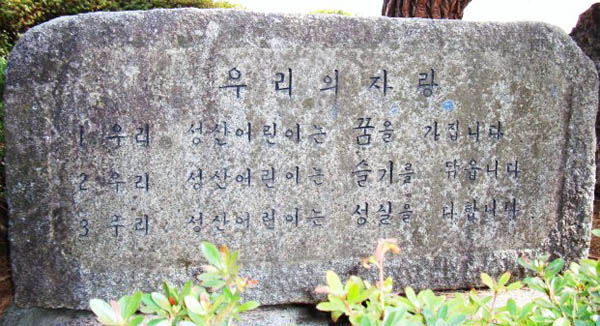 우리의 자랑
1 우리 성산어린이는 꿈을 가집니다
2 우리 성산어린이는 슬기를 닦읍니다
3 우리 성산어린이는 성실을 다합니다